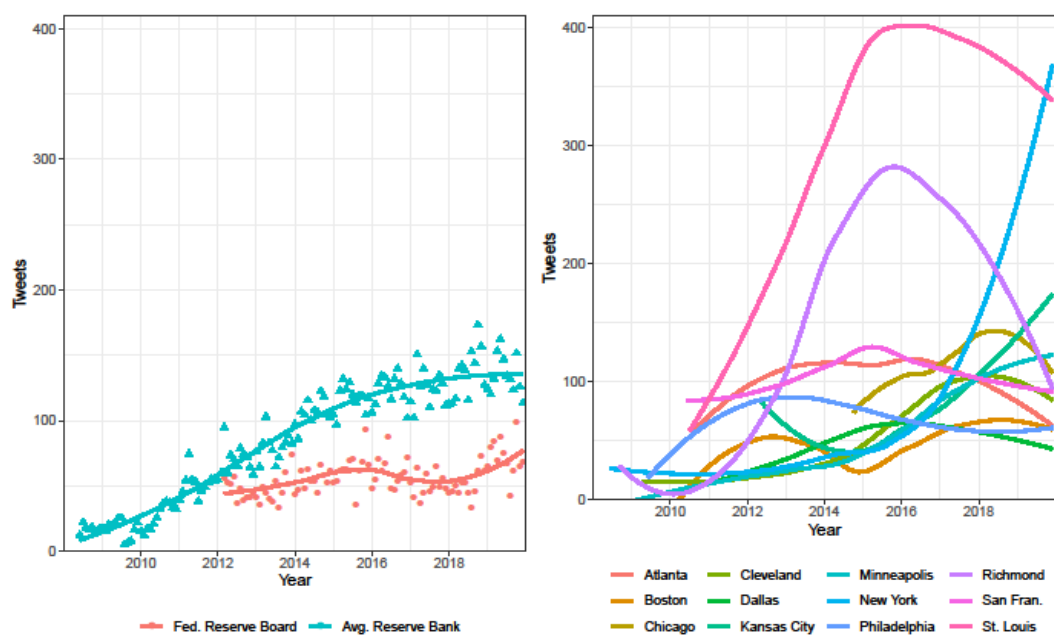 400
300
200
100
0
Tweets
2010 2012 2014 2016 2018
Year
Fed. Reserve Board Avg. Reserve Bank
400
300
200
100
0
Tweets
2010 2012 2014 2016 2018
Year
Atlanta Cleveland Minneapolis Richmond
Boston Dallas New York San Fran.
Chicago Kansas City Philadelphia St. Louis